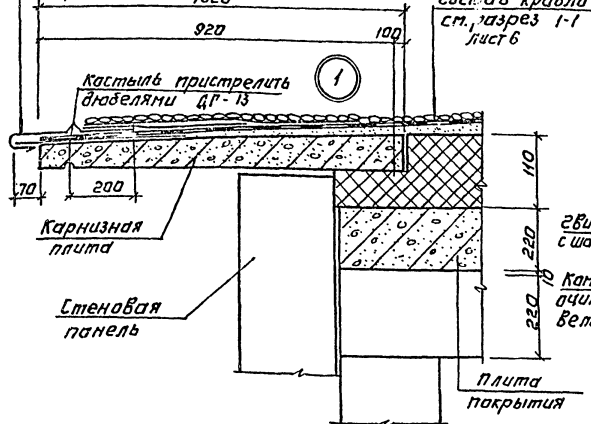 920
100
см. разрез 1-1
лист 6
1
костыль пристрелить
дюбелями ДГ-13
70
200
110
Карнизная
плита
220
10
220
Стеновая
панель
плита
покрытия